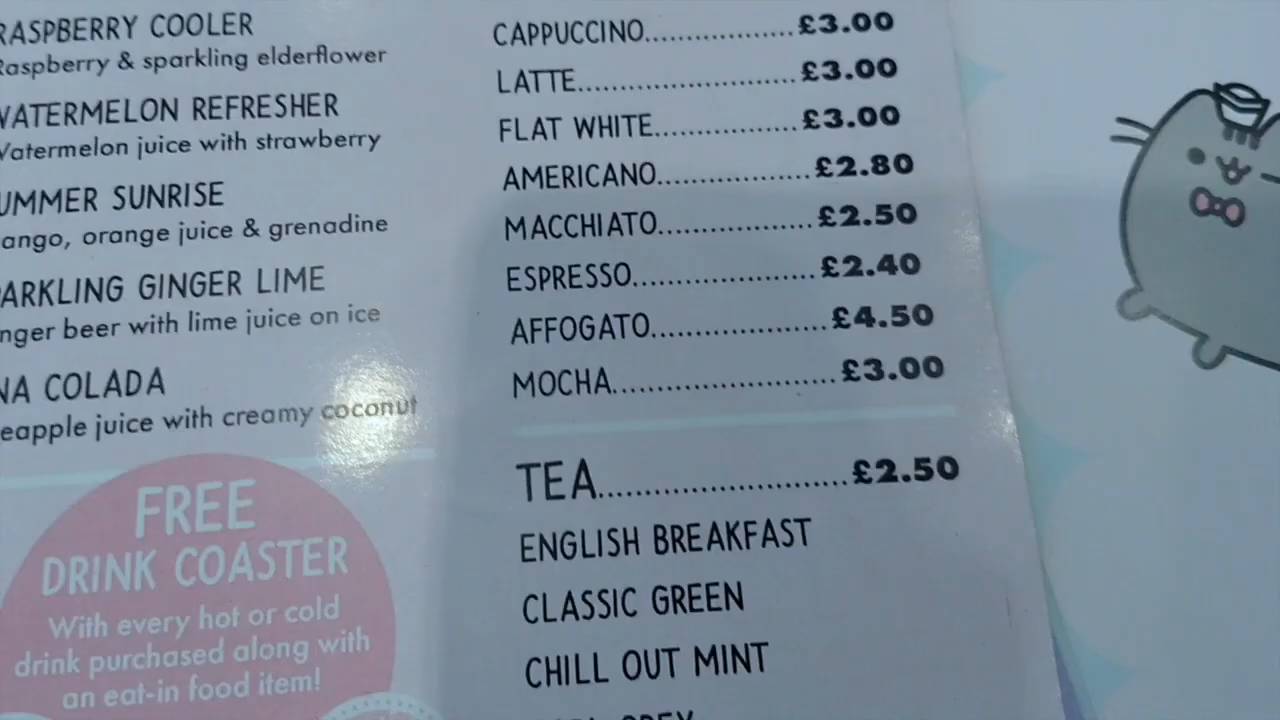 RASPBERRY COOLER
Raspberry & sparkling elderflower
WATERMELON REFRESHER
Watermelon juice with strawberry
UMMER SUNRISE
ango, orange juice & grenadine
ARKLING GINGER LIME
nger beer with lime juice on ice
NA COLADA
eapple juice with creamy coconut
FREE
DRINK COASTER
With every hot or cold
drink purchased along with
an eat-in food item!
CAPPUCCINO..................£3.00
LATTE...........................£3.00
FLAT WHITE..................£3.00
AMERICANO...................£2.80
MACCHIATO...................£2.50
ESPRESSO......................£2.40
AFFOGATO.....................£4.50
MOCHA...........................£3.00
TEA...............................£2.50
ENGLISH BREAKFAST
CLASSIC GREEN
CHILL OUT MINT